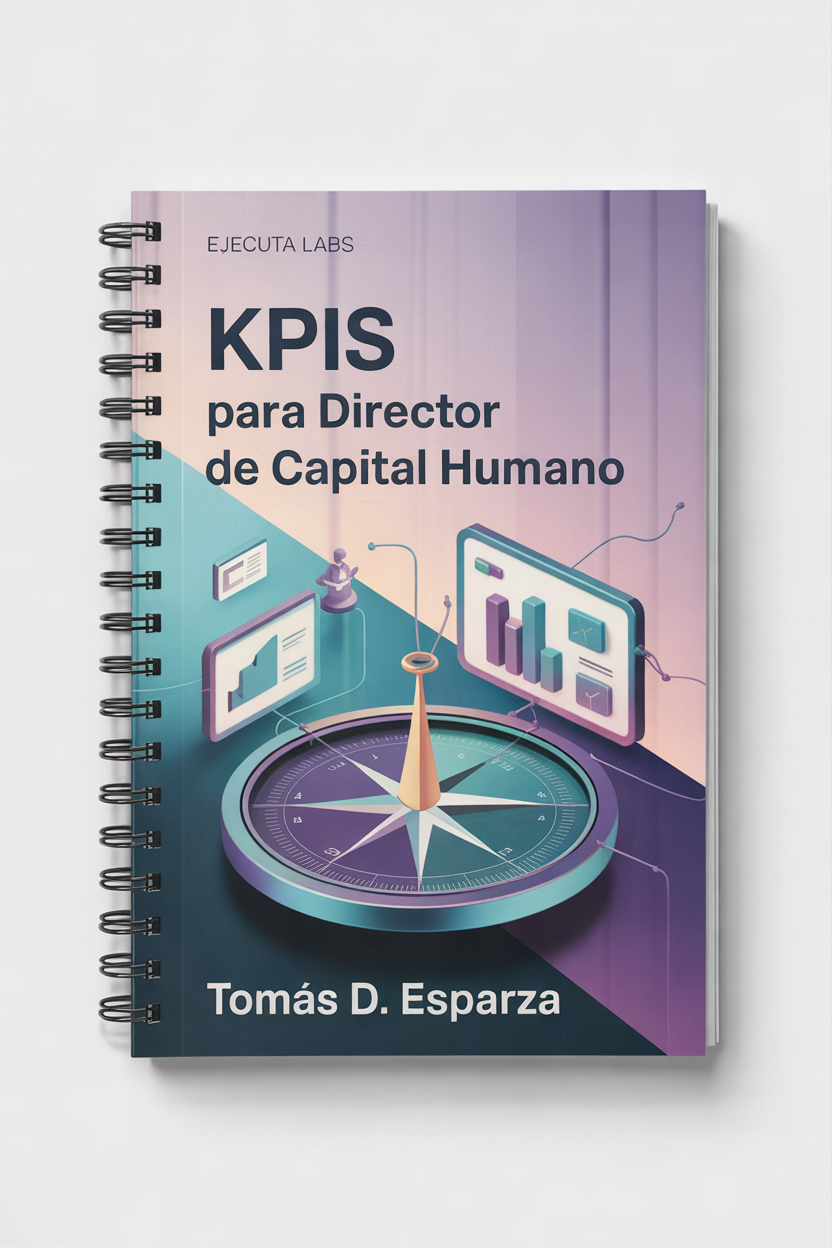 EJECUTA LABS
KPIS
para Director
de Capital Humano
Tomás D. Esparza